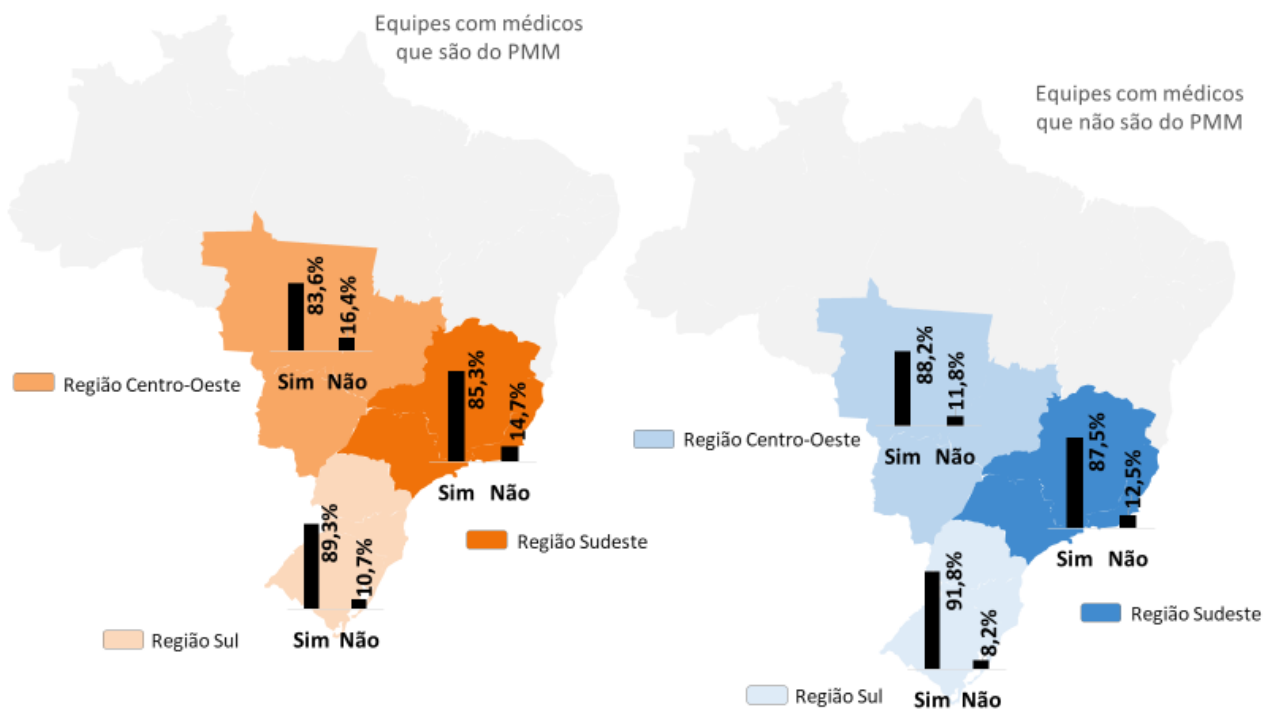 Equipes com médicos
que são do PMM
83,6%
16,4%
Sim Não
Região Centro-Oeste
85,3%
14,7%
Sim Não
Região Sudeste
89,3%
10,7%
Sim Não
Região Sul
Equipes com médicos
que não são do PMM
88,2%
11,8%
Sim Não
Região Centro-Oeste
87,5%
12,5%
Sim Não
Região Sudeste
91,8%
8,2%
Sim Não
Região Sul